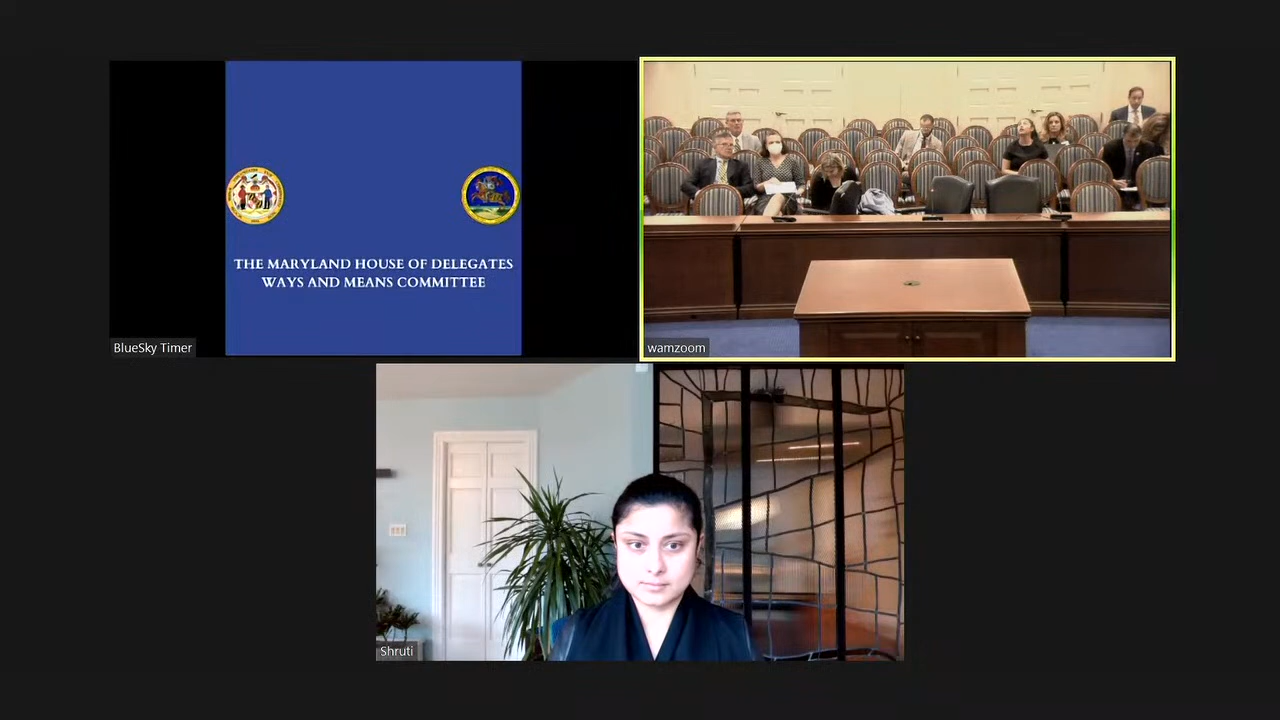 THE MARYLAND HOUSE OF DELEGATES
WAYS AND MEANS COMMITTEE
BlueSky Timer
wamzoom
Shruti